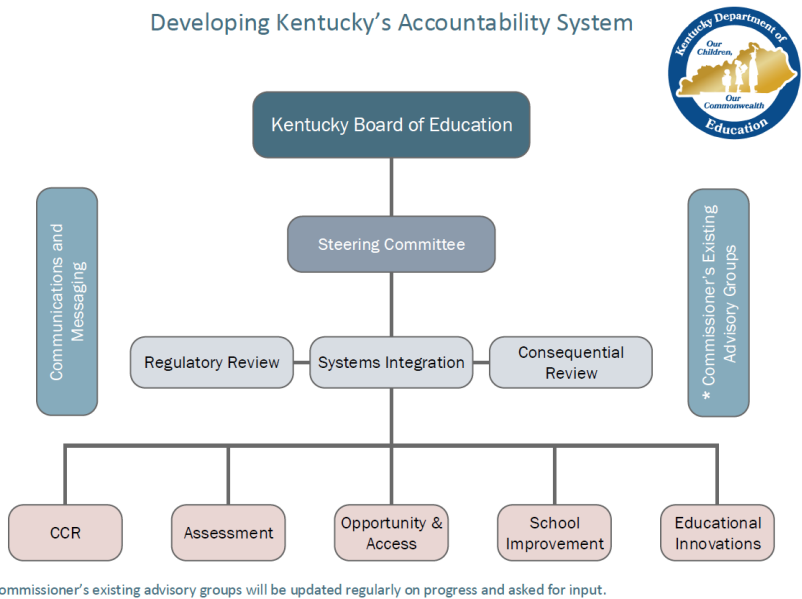 Developing Kentucky's Accountability System
Kentucky Department of
Our
Children,
Our
Commonwealth
Education
Kentucky Board of Education
Steering Committee
Communications and
Messaging
* Commissioner's Existing
Advisory Groups
Regulatory Review
Systems Integration
Consequential
Review
CCR
Assessment
Opportunity &
Access
School
Improvement
Educational
Innovations
ommissioner's existing advisory groups will be updated regularly on progress and asked for input.